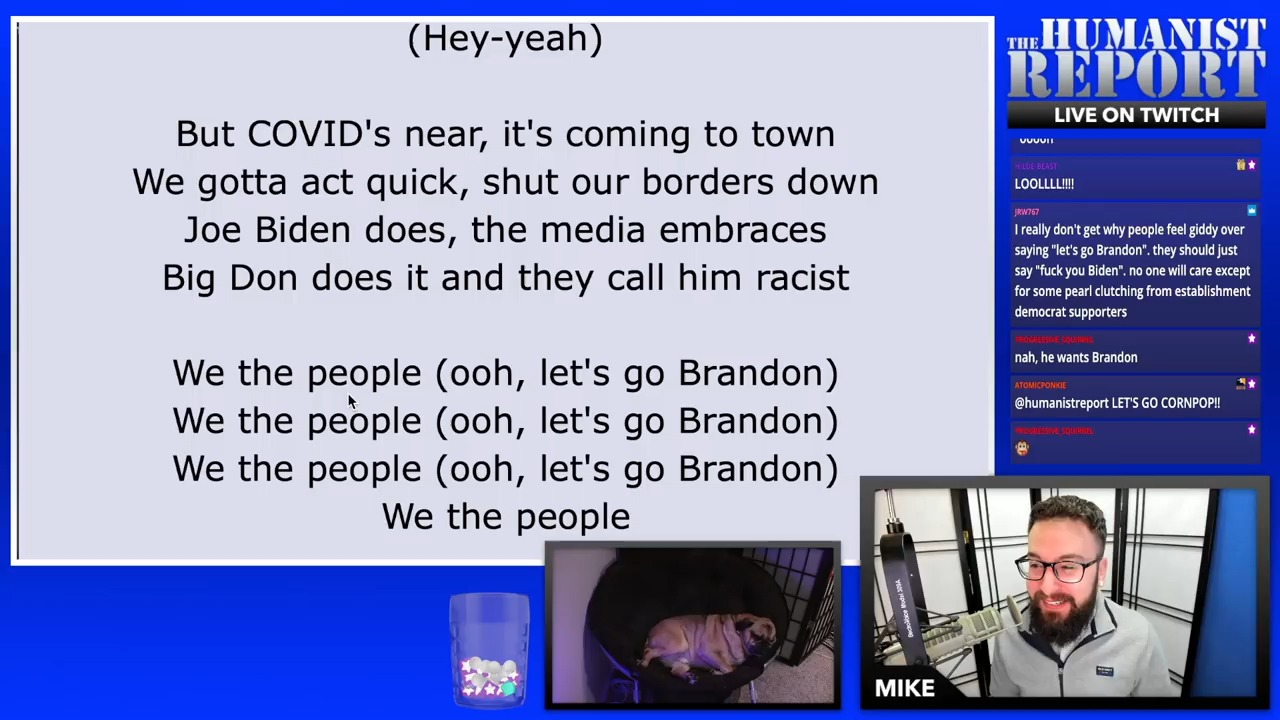 (Hey-yeah)
But COVID's near, it's coming to town
We gotta act quick, shut our borders down
Joe Biden does, the media embraces
Big Don does it and they call him racist
We the people (ooh, let's go Brandon)
We the people (ooh, let's go Brandon)
We the people (ooh, let's go Brandon)
We the people
THE HUMANIST
REPORT
LIVE ON TWITCH
HILDE_BEAST
LOOLLLL!!!!
JRW767
I really don't get why people feel giddy over
saying "let's go Brandon". they should just
say "fuck you Biden". no one will care except
for some pearl clutching from establishment
democrat supporters
PROGRESSIVE_SQUIRREL
nah, he wants Brandon
ATOMICPONKIE
@humanistreport LET'S GO CORNPOP!!
PROGRESSIVE_SQUIRREL
MIKE